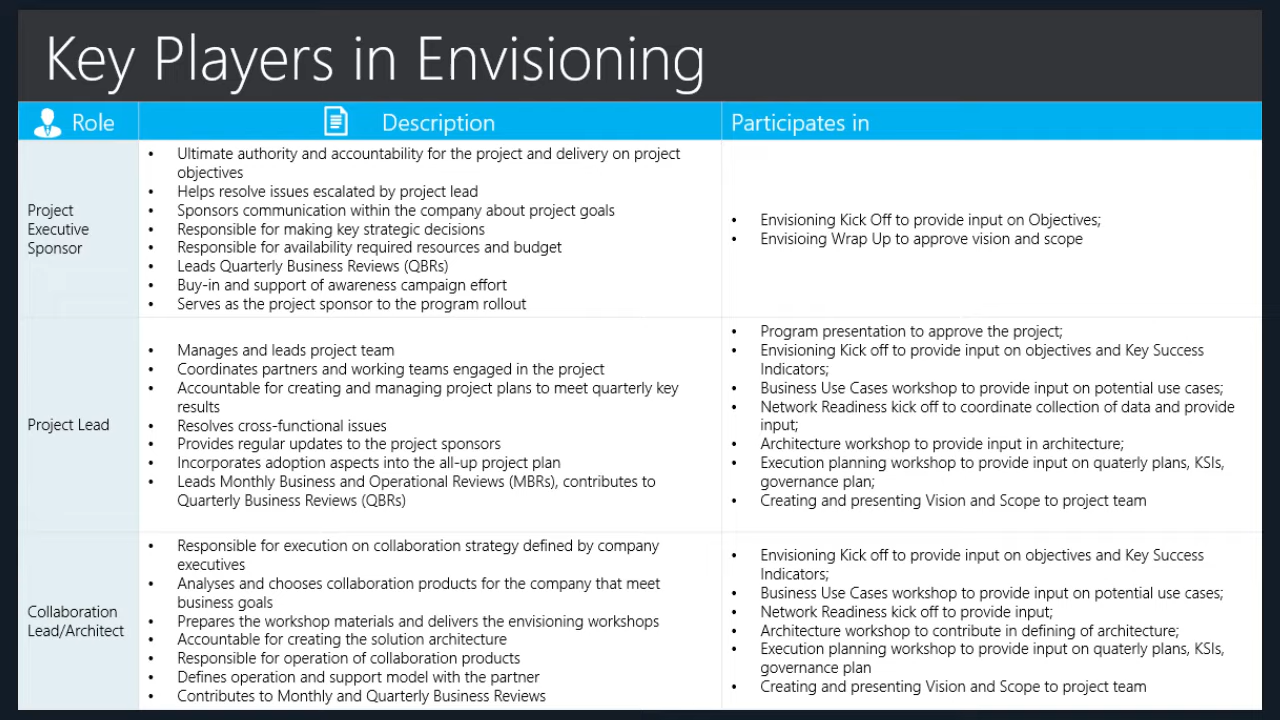 Key Players in Envisioning
Role
Description
Participates in
Project
Executive
Sponsor
• Ultimate authority and accountability for the project and delivery on project
objectives
• Helps resolve issues escalated by project lead
• Sponsors communication within the company about project goals
• Responsible for making key strategic decisions
• Responsible for availability required resources and budget
• Leads Quarterly Business Reviews (QBRs)
• Buy-in and support of awareness campaign effort
• Serves as the project sponsor to the program rollout
• Envisioning Kick Off to provide input on Objectives;
• Envisioing Wrap Up to approve vision and scope
Project Lead
• Manages and leads project team
• Coordinates partners and working teams engaged in the project
• Accountable for creating and managing project plans to meet quarterly key
results
• Resolves cross-functional issues
• Provides regular updates to the project sponsors
• Incorporates adoption aspects into the all-up project plan
• Leads Monthly Business and Operational Reviews (MBRs), contributes to
Quarterly Business Reviews (QBRs)
• Program presentation to approve the project;
• Envisioning Kick off to provide input on objectives and Key Success
Indicators;
• Business Use Cases workshop to provide input on potential use cases;
• Network Readiness kick off to coordinate collection of data and provide
input;
• Architecture workshop to provide input in architecture;
• Execution planning workshop to provide input on quaterly plans, KSIs,
governance plan;
• Creating and presenting Vision and Scope to project team
Collaboration
Lead/Architect
• Responsible for execution on collaboration strategy defined by company
executives
• Analyses and chooses collaboration products for the company that meet
business goals
• Prepares the workshop materials and delivers the envisioning workshops
• Accountable for creating the solution architecture
• Responsible for operation of collaboration products
• Defines operation and support model with the partner
• Contributes to Monthly and Quarterly Business Reviews
• Envisioning Kick off to provide input on objectives and Key Success
Indicators;
• Business Use Cases workshop to provide input on potential use cases;
• Network Readiness kick off to provide input;
• Architecture workshop to contribute in defining of architecture;
• Execution planning workshop to provide input on quaterly plans, KSIs,
governance plan
• Creating and presenting Vision and Scope to project team